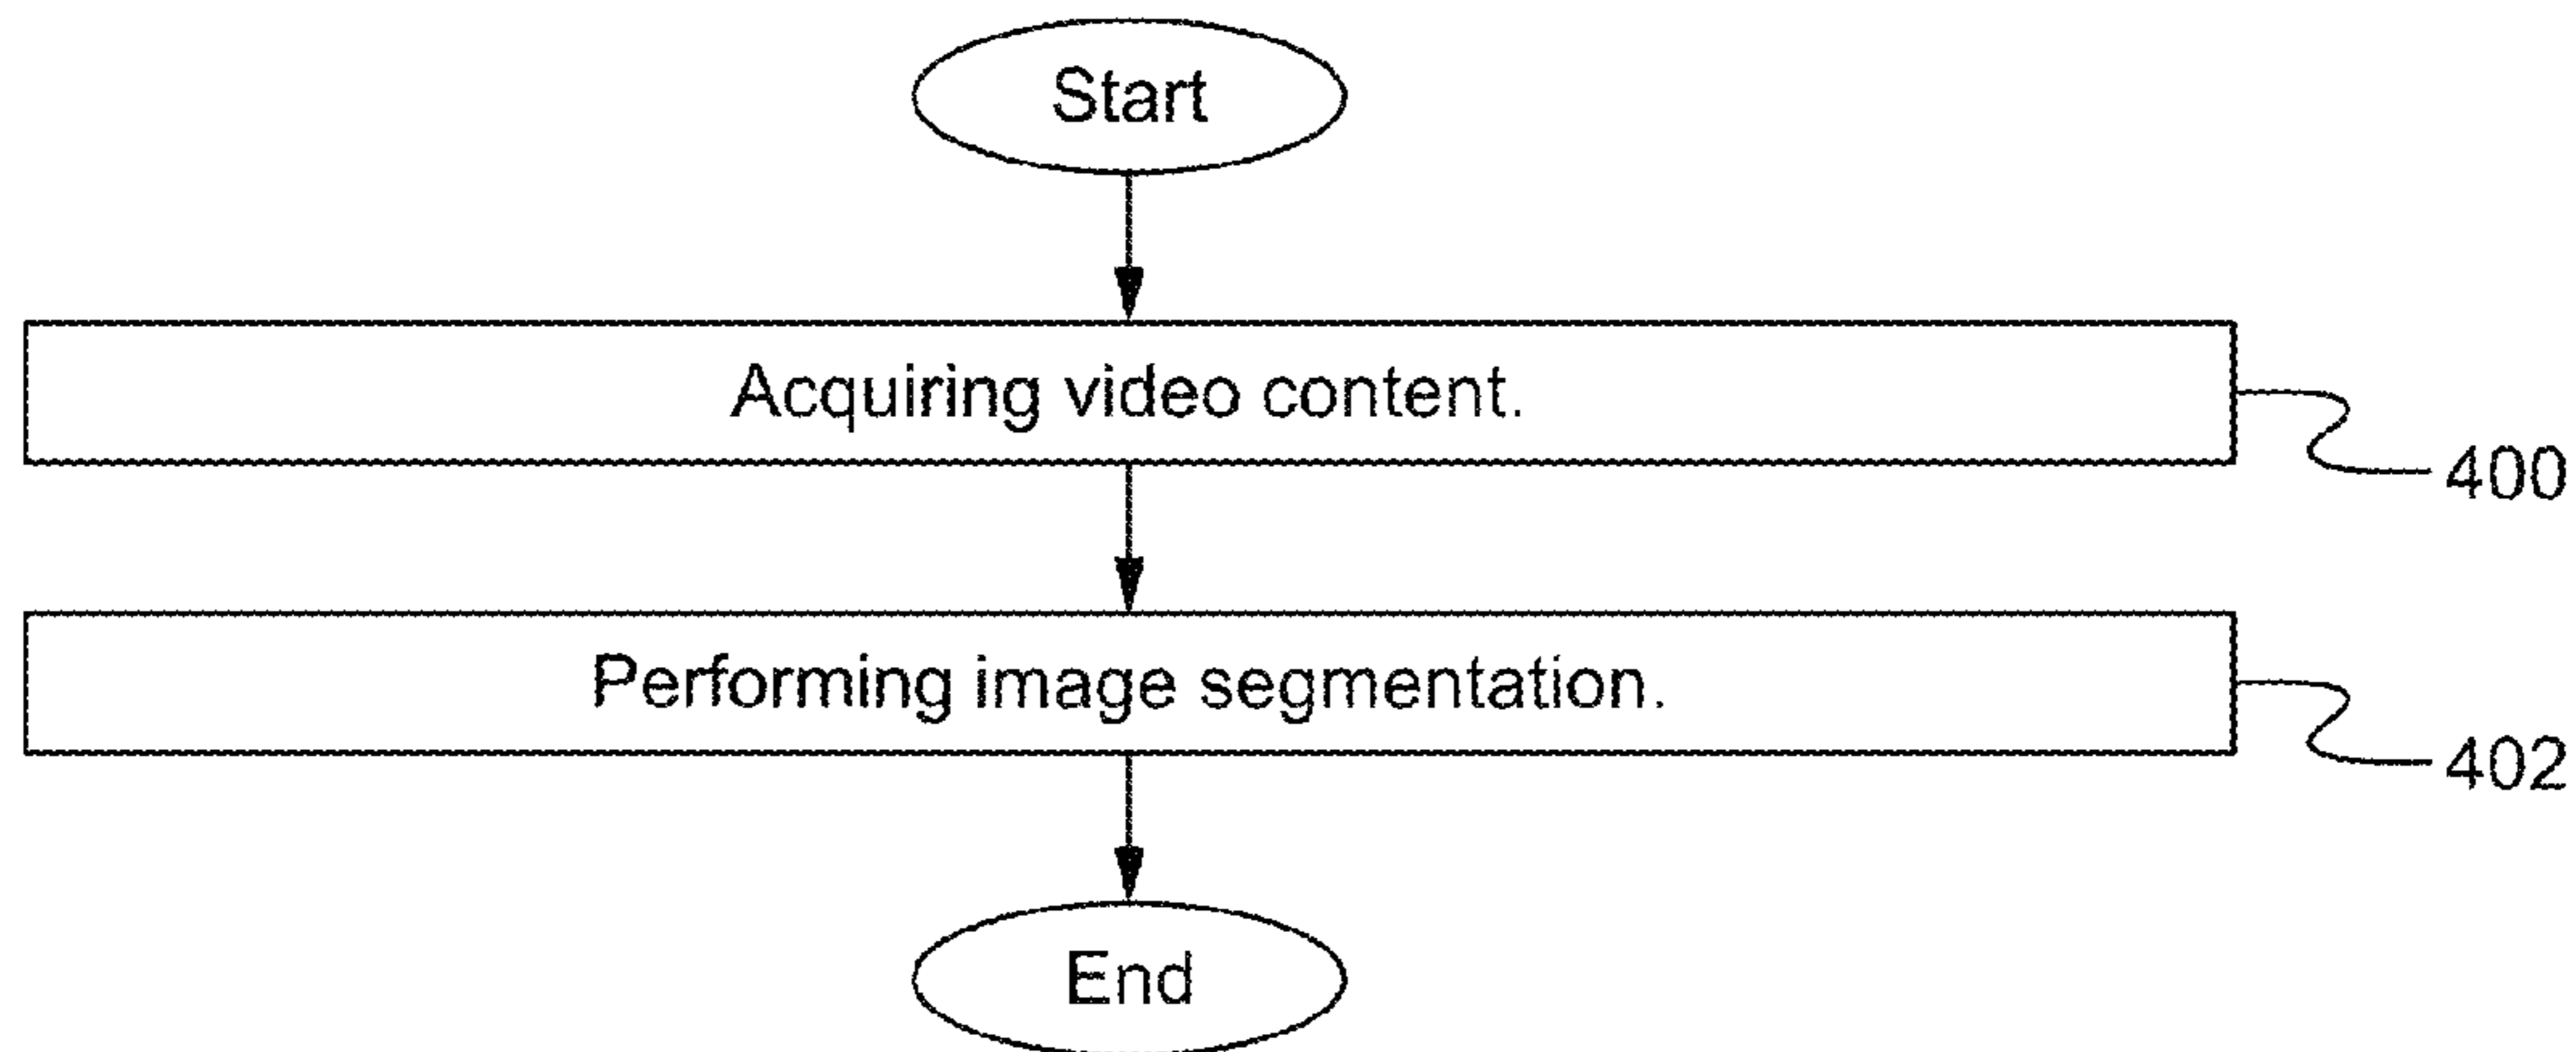 Start
Acquiring video content.
400
Performing image segmentation.
402
End